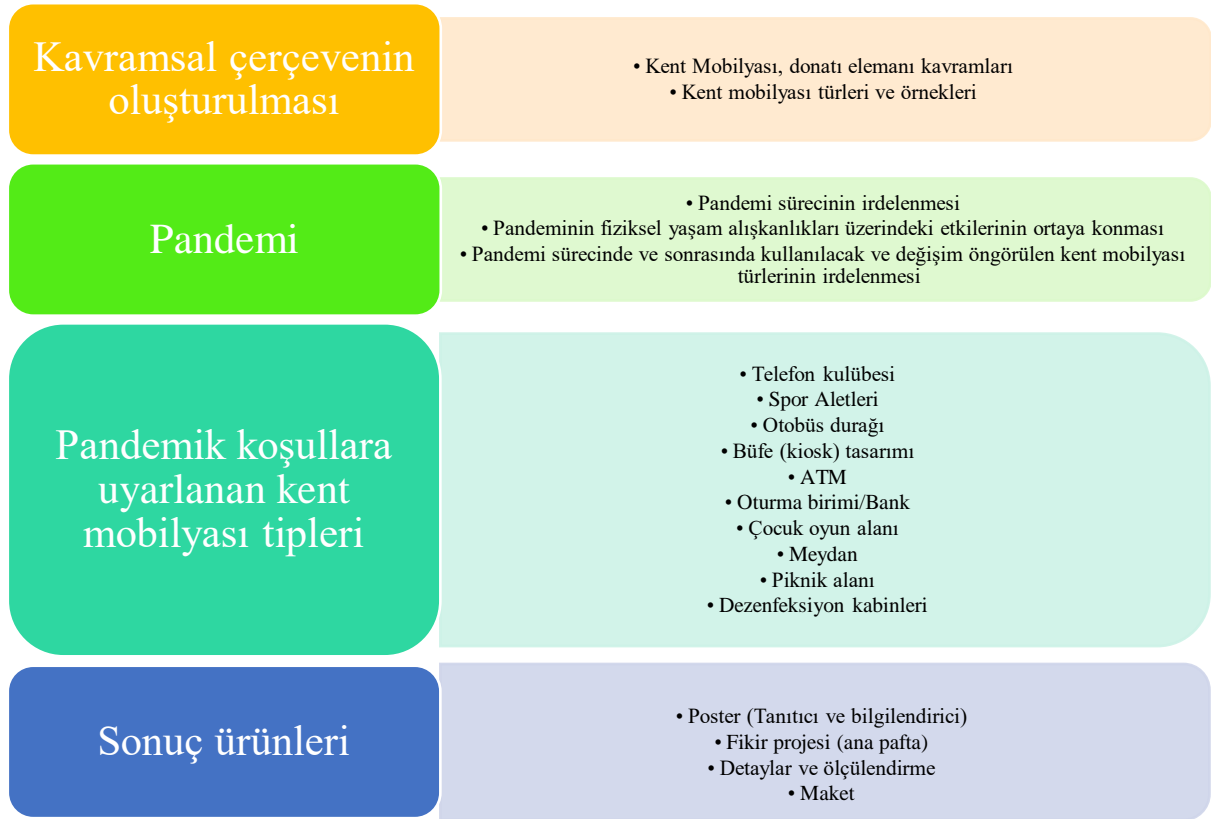 Kavramsal çerçevenin
oluşturulması
• Kent Mobilyası, donatı elemanı kavramları
• Kent mobilyası türleri ve örnekleri
Pandemi
• Pandemi sürecinin irdelenmesi
• Pandeminin fiziksel yaşam alışkanlıkları üzerindeki etkilerinin ortaya konması
• Pandemi sürecinde ve sonrasında kullanılacak ve değişim öngörülen kent mobilyası
türlerinin irdelenmesi
Pandemik koşullara
uyarlanan kent
mobilyası tipleri
• Telefon kulübesi
• Spor Aletleri
• Otobüs durağı
• Büfe (kiosk) tasarımı
• ATM
• Oturma birimi/Bank
• Çocuk oyun alanı
• Meydan
• Piknik alanı
• Dezenfeksiyon kabinleri
Sonuç ürünleri
• Poster (Tanıtıcı ve bilgilendirici)
• Fikir projesi (ana pafta)
• Detaylar ve ölçülendirme
• Maket